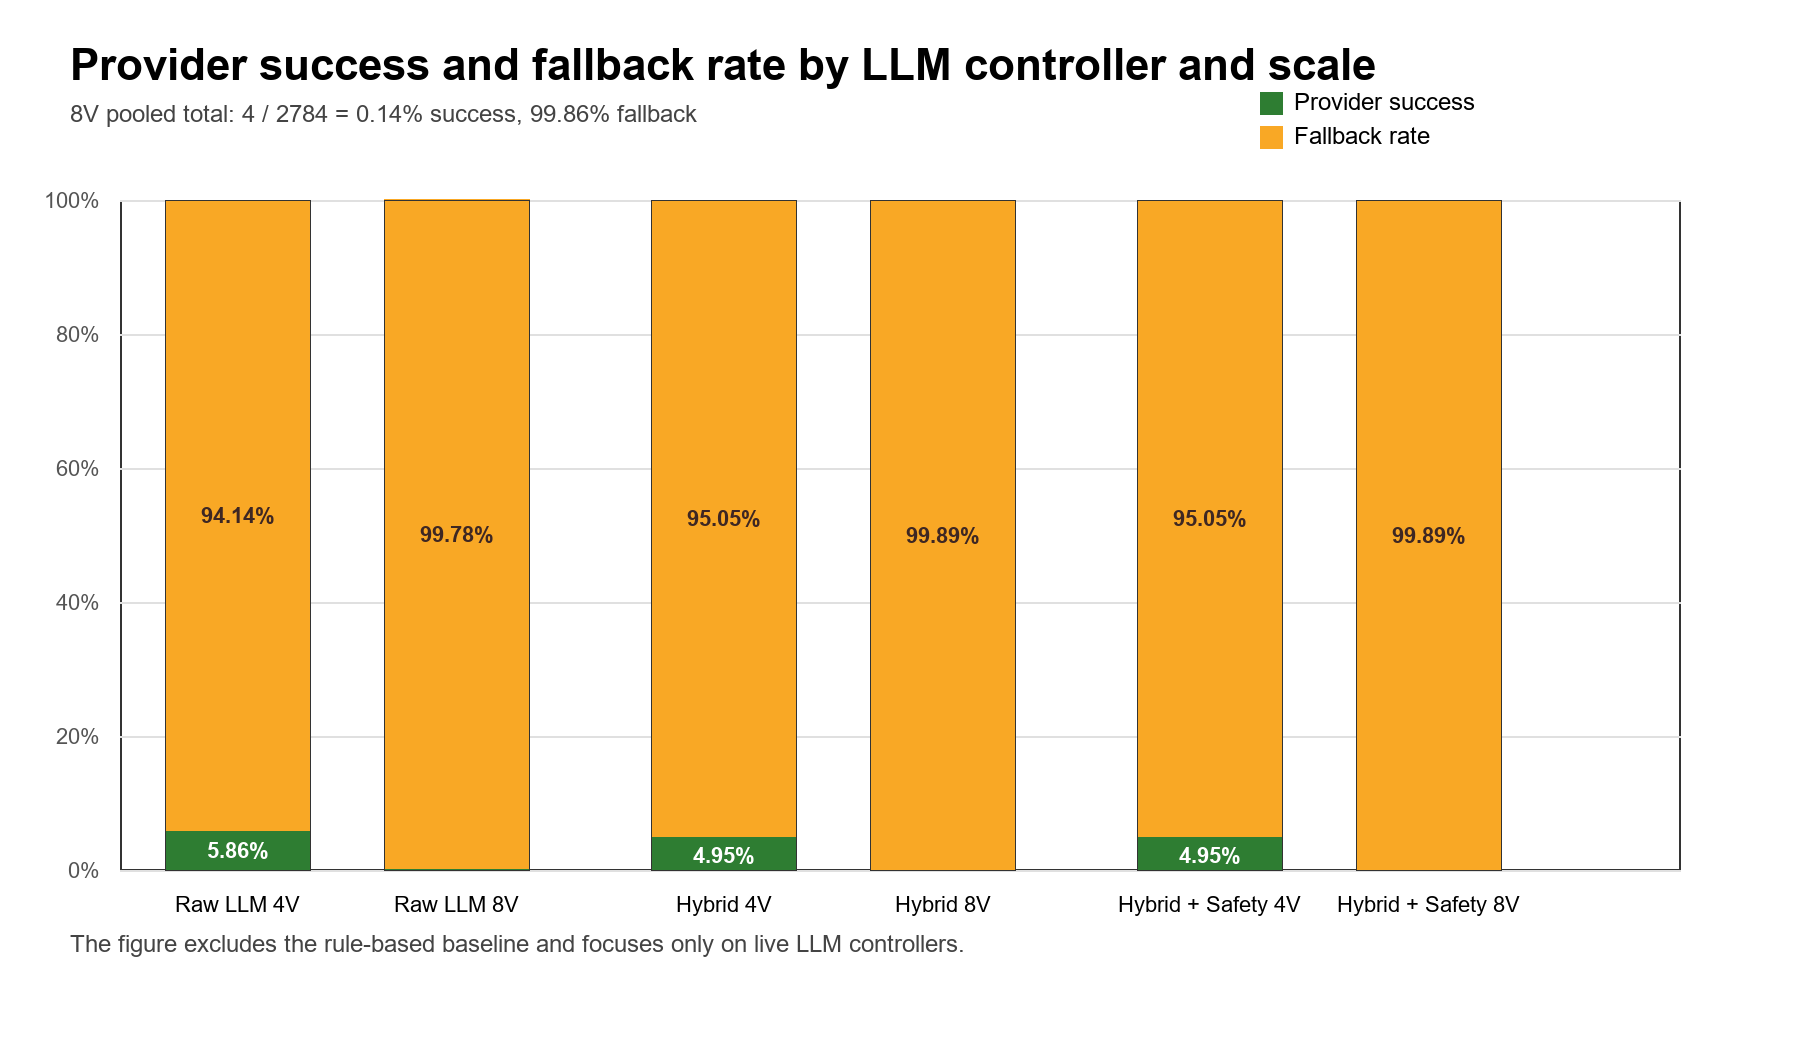 Provider success and fallback rate by LLM controller and scale
8V pooled total: 4 / 2784 = 0.14% success, 99.86% fallback
Provider success
Fallback rate
100%
80%
60%
40%
20%
0%
94.14%
99.78%
95.05%
99.89%
95.05%
99.89%
5.86%
4.95%
4.95%
Raw LLM 4V
Raw LLM 8V
Hybrid 4V
Hybrid 8V
Hybrid + Safety 4V
Hybrid + Safety 8V
The figure excludes the rule-based baseline and focuses only on live LLM controllers.